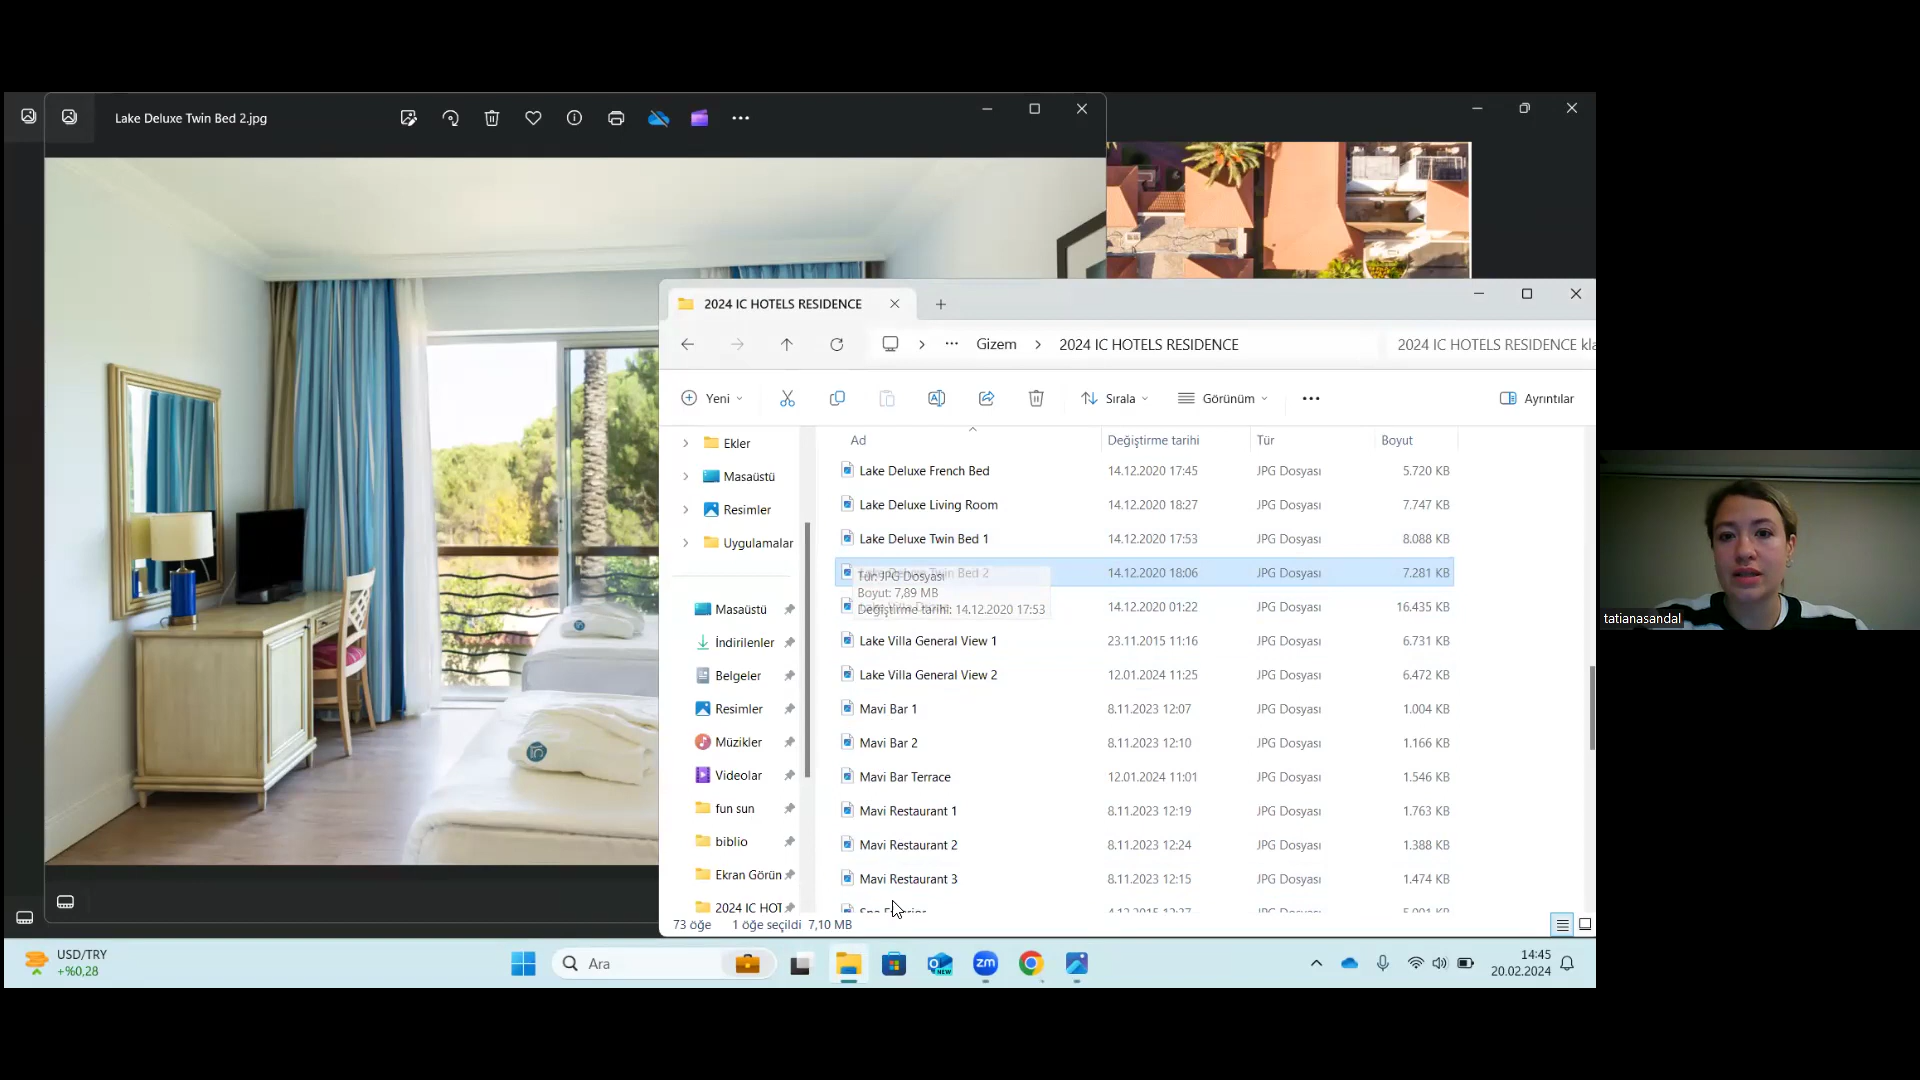 Lake Deluxe Twin Bed 2.jpg
2024 IC HOTELS RESIDENCE
Gizem
2024 IC HOTELS RESIDENCE
2024 IC HOTELS RESIDENCE kla
Yeni
Sırala
Görünüm
Ayrıntılar
Ekler
Masaüstü
Resimler
Uygulamalar
Masaüstü
İndirilenler
Belgeler
Resimler
Müzikler
Videolar
fun sun
biblio
Ekran Görün
2024 IC HOT
Ad Değiştirme tarihi Tür Boyut
Lake Deluxe French Bed 14.12.2020 17:45 JPG Dosyası 5.720 KB
Lake Deluxe Living Room 14.12.2020 18:27 JPG Dosyası 7.747 KB
Lake Deluxe Twin Bed 1 14.12.2020 17:53 JPG Dosyası 8.088 KB
Lake Deluxe Twin Bed 2 14.12.2020 18:06 JPG Dosyası 7.281 KB
Tür: JPG Dosyası
Boyut: 7,89 MB
Değiştirme tarihi: 14.12.2020 17:53
14.12.2020 01:22 JPG Dosyası 16.435 KB
Lake Villa General View 1 23.11.2015 11:16 JPG Dosyası 6.731 KB
Lake Villa General View 2 12.01.2024 11:25 JPG Dosyası 6.472 KB
Mavi Bar 1 8.11.2023 12:07 JPG Dosyası 1.004 KB
Mavi Bar 2 8.11.2023 12:10 JPG Dosyası 1.166 KB
Mavi Bar Terrace 12.01.2024 11:01 JPG Dosyası 1.546 KB
Mavi Restaurant 1 8.11.2023 12:19 JPG Dosyası 1.763 KB
Mavi Restaurant 2 8.11.2023 12:24 JPG Dosyası 1.388 KB
Mavi Restaurant 3 8.11.2023 12:15 JPG Dosyası 1.474 KB
73 öğe 1 öğe seçildi 7,10 MB
tatianasandal
USD/TRY
+%0,28
Ara
14:45
20.02.2024